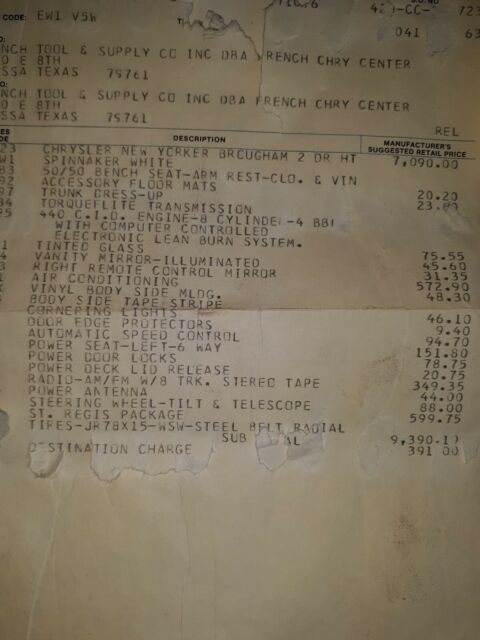 CODE: EW1 V5W
723
041 63
NCH TOOL & SUPPLY CO INC DBA FRENCH CHRY CENTER
O E 8TH
SSA TEXAS 79761
NCH TOOL & SUPPLY CO INC DBA FRENCH CHRY CENTER
O E 8TH
SSA TEXAS 79761
REL
DESCRIPTION MANUFACTURER'S SUGGESTED RETAIL PRICE
23 CHRYSLER NEW YORKER BROUGHAM 2 DR HT 7,090.00
W1 SPINNAKER WHITE
B3 50/50 BENCH SEAT-ARM REST-CLO. & VIN
92 ACCESSORY FLOOR MATS 20.20
97 TRUNK DRESS-UP
34 TORQUEFLITE TRANSMISSION
440 C.I.D. ENGINE-8 CYLINDER-4 BBL
WITH COMPUTER CONTROLLED
ELECTRONIC LEAN BURN SYSTEM.
TINTED GLASS 75.55
VANITY MIRROR-ILLUMINATED 45.60
RIGHT REMOTE CONTROL MIRROR 31.35
AIR CONDITIONING 572.90
VINYL BODY SIDE MLDG. 48.30
BODY SIDE TAPE STRIPE
CORNERING LIGHTS 46.10
DOOR EDGE PROTECTORS 9.40
AUTOMATIC SPEED CONTROL 94.70
POWER SEAT-LEFT-6 WAY 151.80
POWER DOOR LOCKS 78.75
POWER DECK LID RELEASE 20.75
RADIO-AM/FM W/8 TRK. STEREO TAPE 349.35
POWER ANTENNA 44.00
STEERING WHEEL-TILT & TELESCOPE 88.00
ST. REGIS PACKAGE 599.75
TIRES-JR78X15-WSW-STEEL BELT RADIAL
SUB AL 9,390.10
DESTINATION CHARGE 391 00